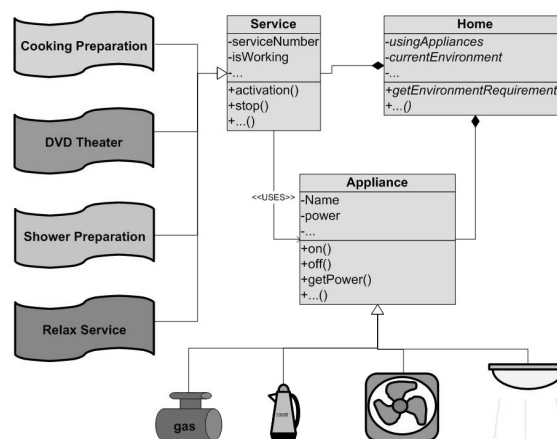 Cooking Preparation
DVD Theater
Shower Preparation
Relax Service
Service
-serviceNumber
-isWorking
-...
+activation()
+stop()
+...()
Home
-usingAppliances
-currentEnvironment
-...
+getEnvironmentRequirement
+...()
<<USES>>
Appliance
-Name
-power
-...
+on()
+off()
+getPower()
+...()
gas